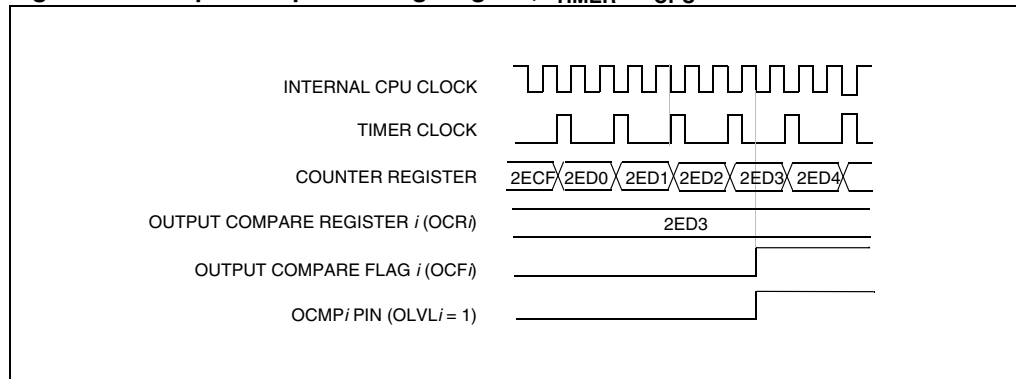 INTERNAL CPU CLOCK
TIMER CLOCK
COUNTER REGISTER 2ECF 2ED0 2ED1 2ED2 2ED3 2ED4
OUTPUT COMPARE REGISTER i (OCRi) 2ED3
OUTPUT COMPARE FLAG i (OCFi)
OCMPi PIN (OLVLi = 1)